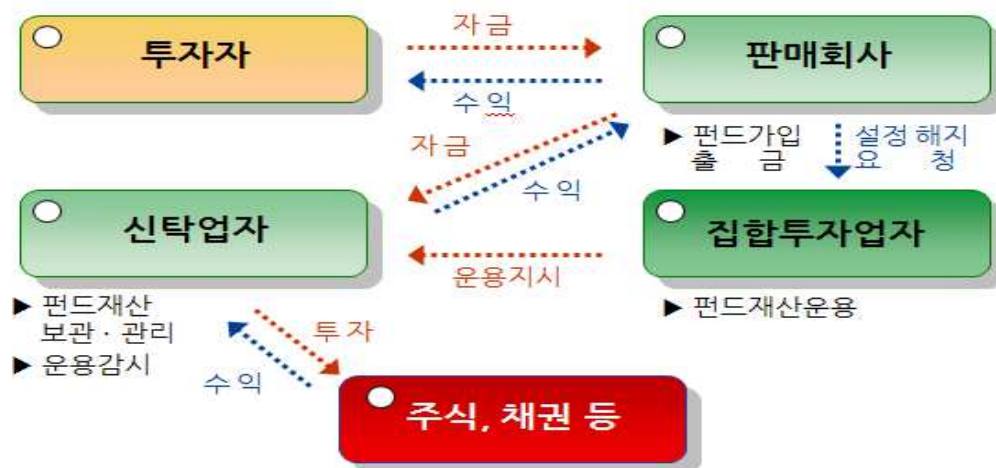 투자자
자 금
판매회사
수 익
자 금
▶ 펀드가입
출 금
설정 해지
요 청
수 익
신탁업자
집합투자업자
운용지시
▶ 펀드재산
보관 · 관리
▶ 운용감시
▶ 펀드재산운용
투 자
수 익
주식, 채권 등